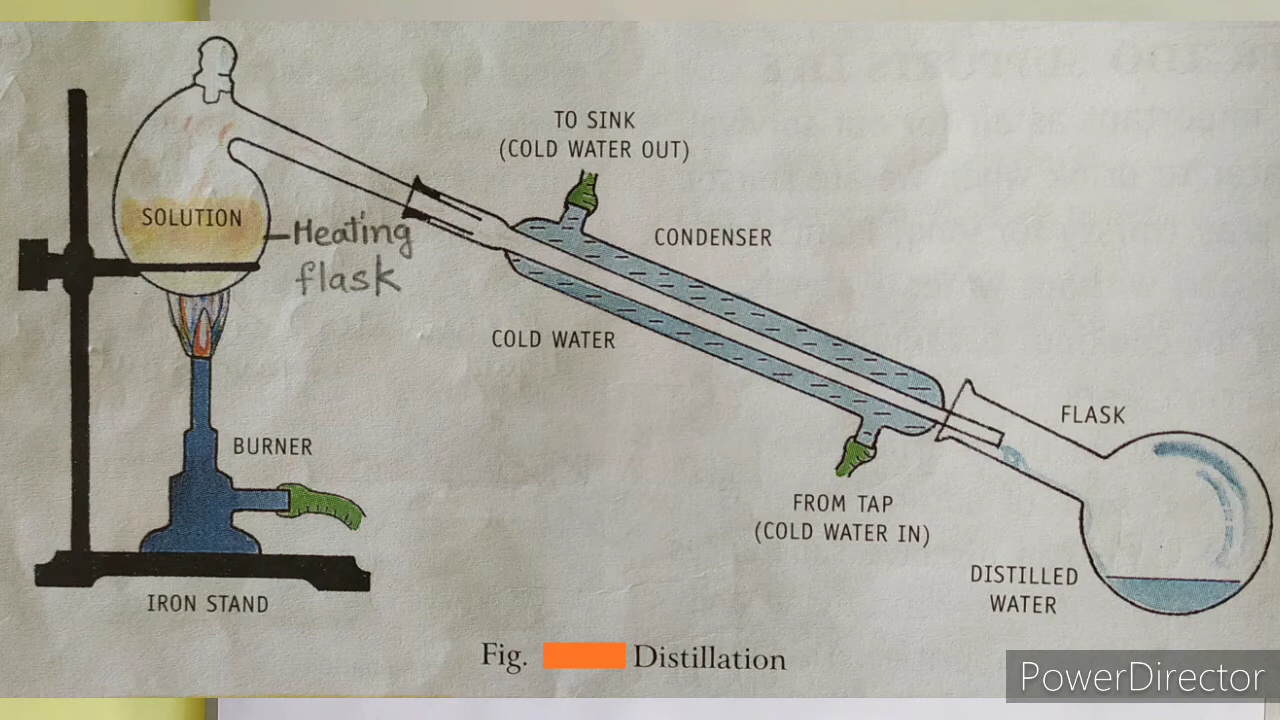 TO SINK
(COLD WATER OUT)
SOLUTION
Heating
flask
CONDENSER
COLD WATER
FLASK
BURNER
FROM TAP
(COLD WATER IN)
DISTILLED
WATER
IRON STAND
Fig. Distillation
PowerDirector